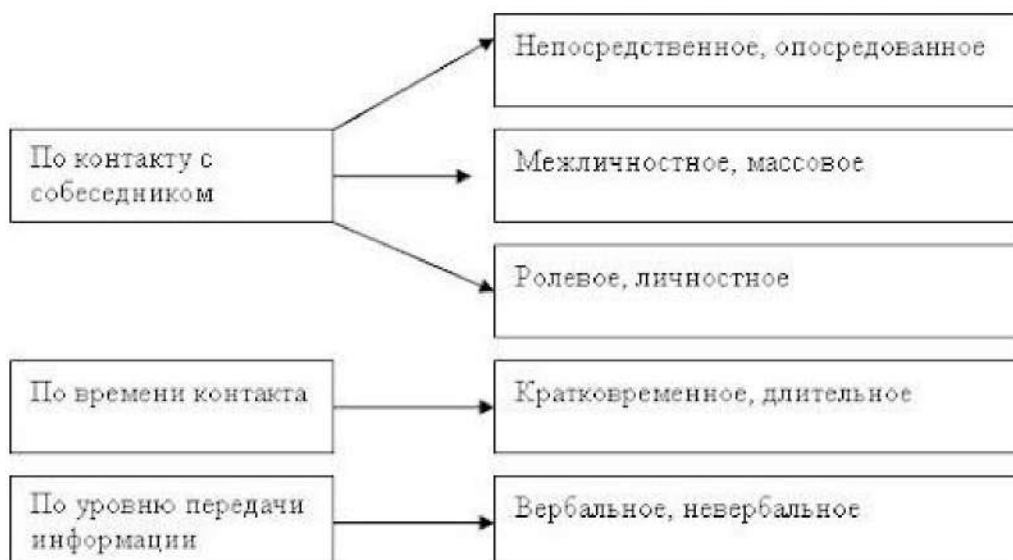 Непосредственное, опосредованное
По контакту с
собеседником
Межличностное, массовое
Ролевое, личностное
По времени контакта
Кратковременное, длительное
По уровню передачи
информации
Вербальное, невербальное